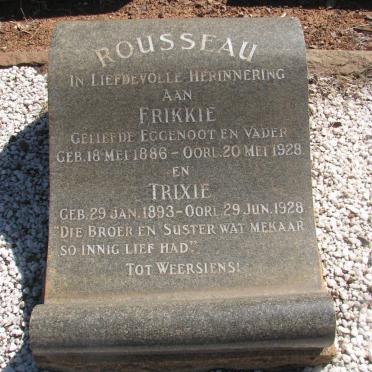 ROUSSEAU
IN LIEFDEVOLLE HERINNERING
AAN
FRIKKIE
GELIEFDE EGGENOOT EN VADER
GEB. 18 MEI 1886 - OORL. 20 MEI 1928
EN
TRIXIE
GEB. 29 JAN. 1893 - OORL. 29 JUN. 1928
"DIE BROER EN SUSTER WAT MEKAAR
SO INNIG LIEF HAD."
TOT WEERSIENS!